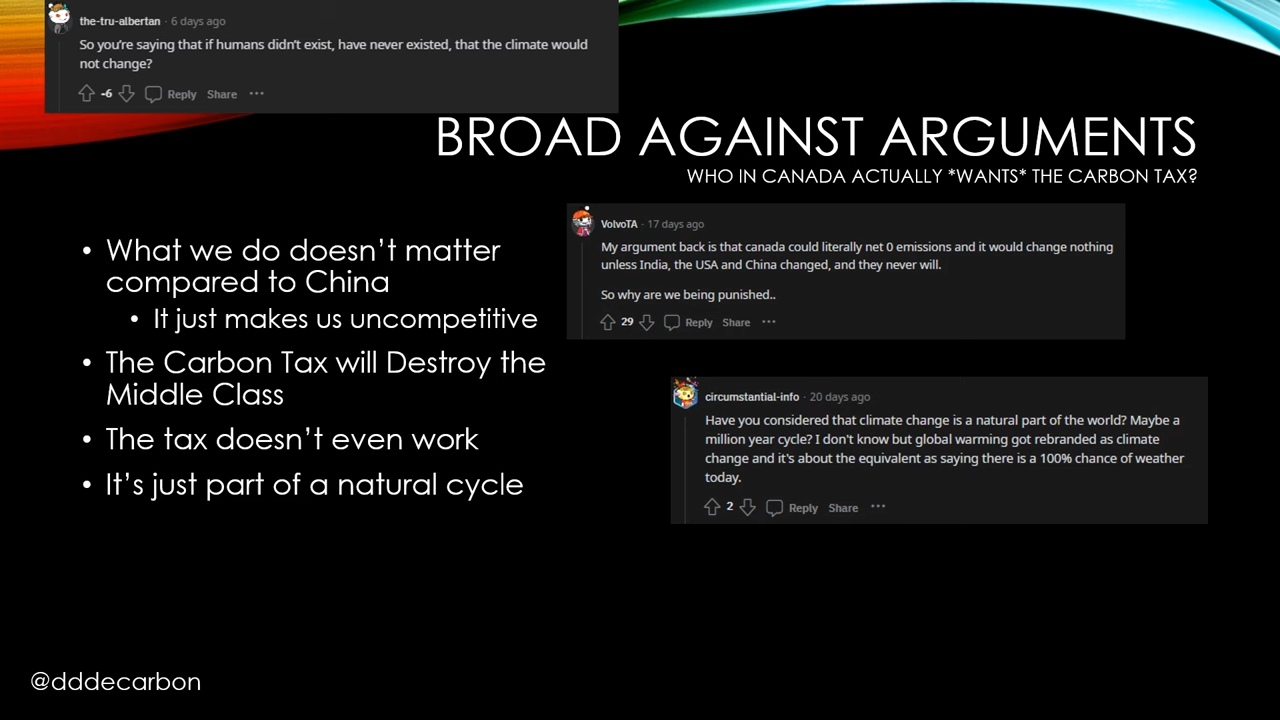 the-tru-albertan · 6 days ago
So you're saying that if humans didn't exist, have never existed, that the climate would
not change?
-6 Reply Share ···
BROAD AGAINST ARGUMENTS
WHO IN CANADA ACTUALLY *WANTS* THE CARBON TAX?
• What we do doesn't matter
compared to China
• It just makes us uncompetitive
• The Carbon Tax will Destroy the
Middle Class
• The tax doesn't even work
• It's just part of a natural cycle
VolvoTA · 17 days ago
My argument back is that canada could literally net 0 emissions and it would change nothing
unless India, the USA and China changed, and they never will.
So why are we being punished..
29 Reply Share ···
circumstantial-info · 20 days ago
Have you considered that climate change is a natural part of the world? Maybe a
million year cycle? I don't know but global warming got rebranded as climate
change and it's about the equivalent as saying there is a 100% chance of weather
today.
2 Reply Share ···
@dddecarbon